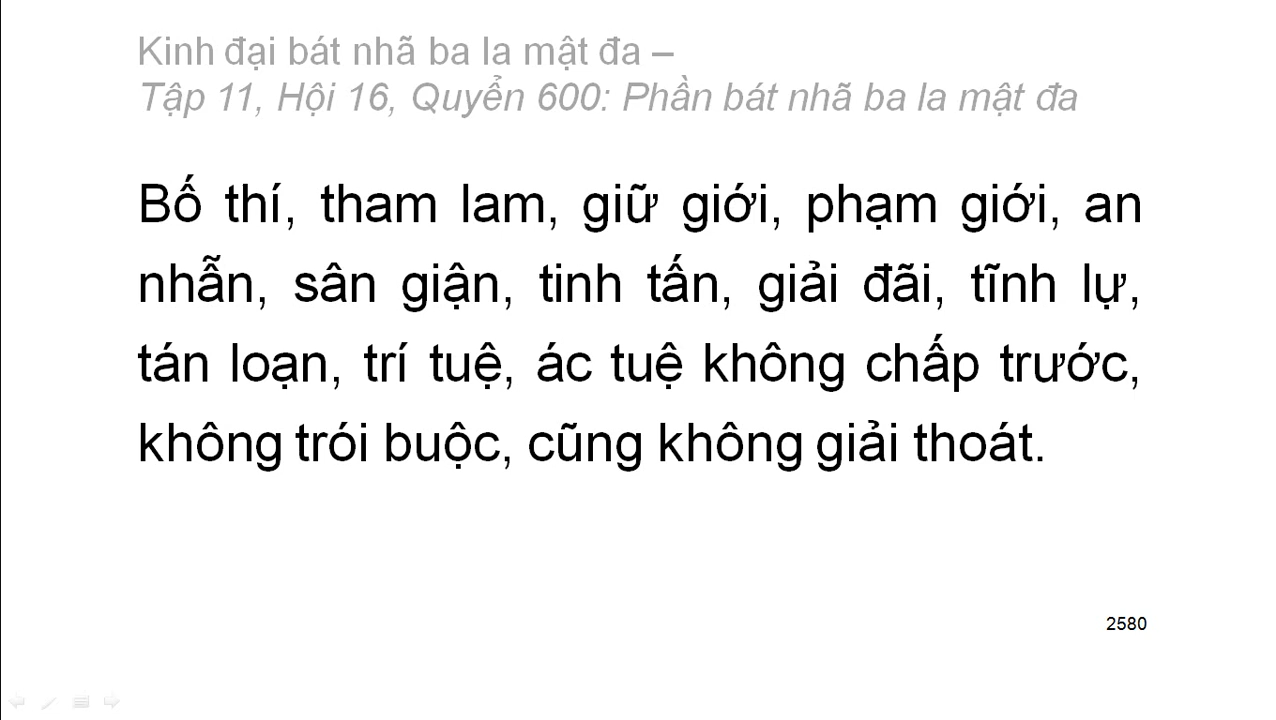 Kinh đại bát nhã ba la mật đa –
Tập 11, Hội 16, Quyển 600: Phần bát nhã ba la mật đa
Bố thí, tham lam, giữ giới, phạm giới, an
nhẫn, sân giận, tinh tấn, giải đãi, tĩnh lự,
tán loạn, trí tuệ, ác tuệ không chấp trước,
không trói buộc, cũng không giải thoát.
2580